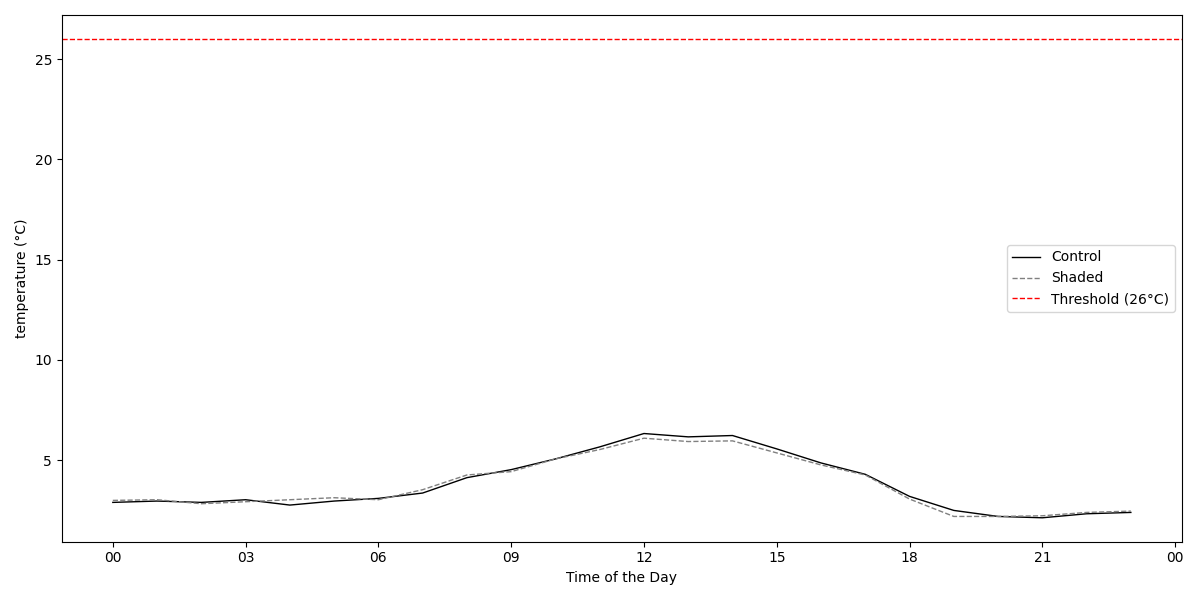 25
20
15
10
5
temperature (°C)
Control
Shaded
Threshold (26°C)
00 03 06 09 12 15 18 21 00
Time of the Day